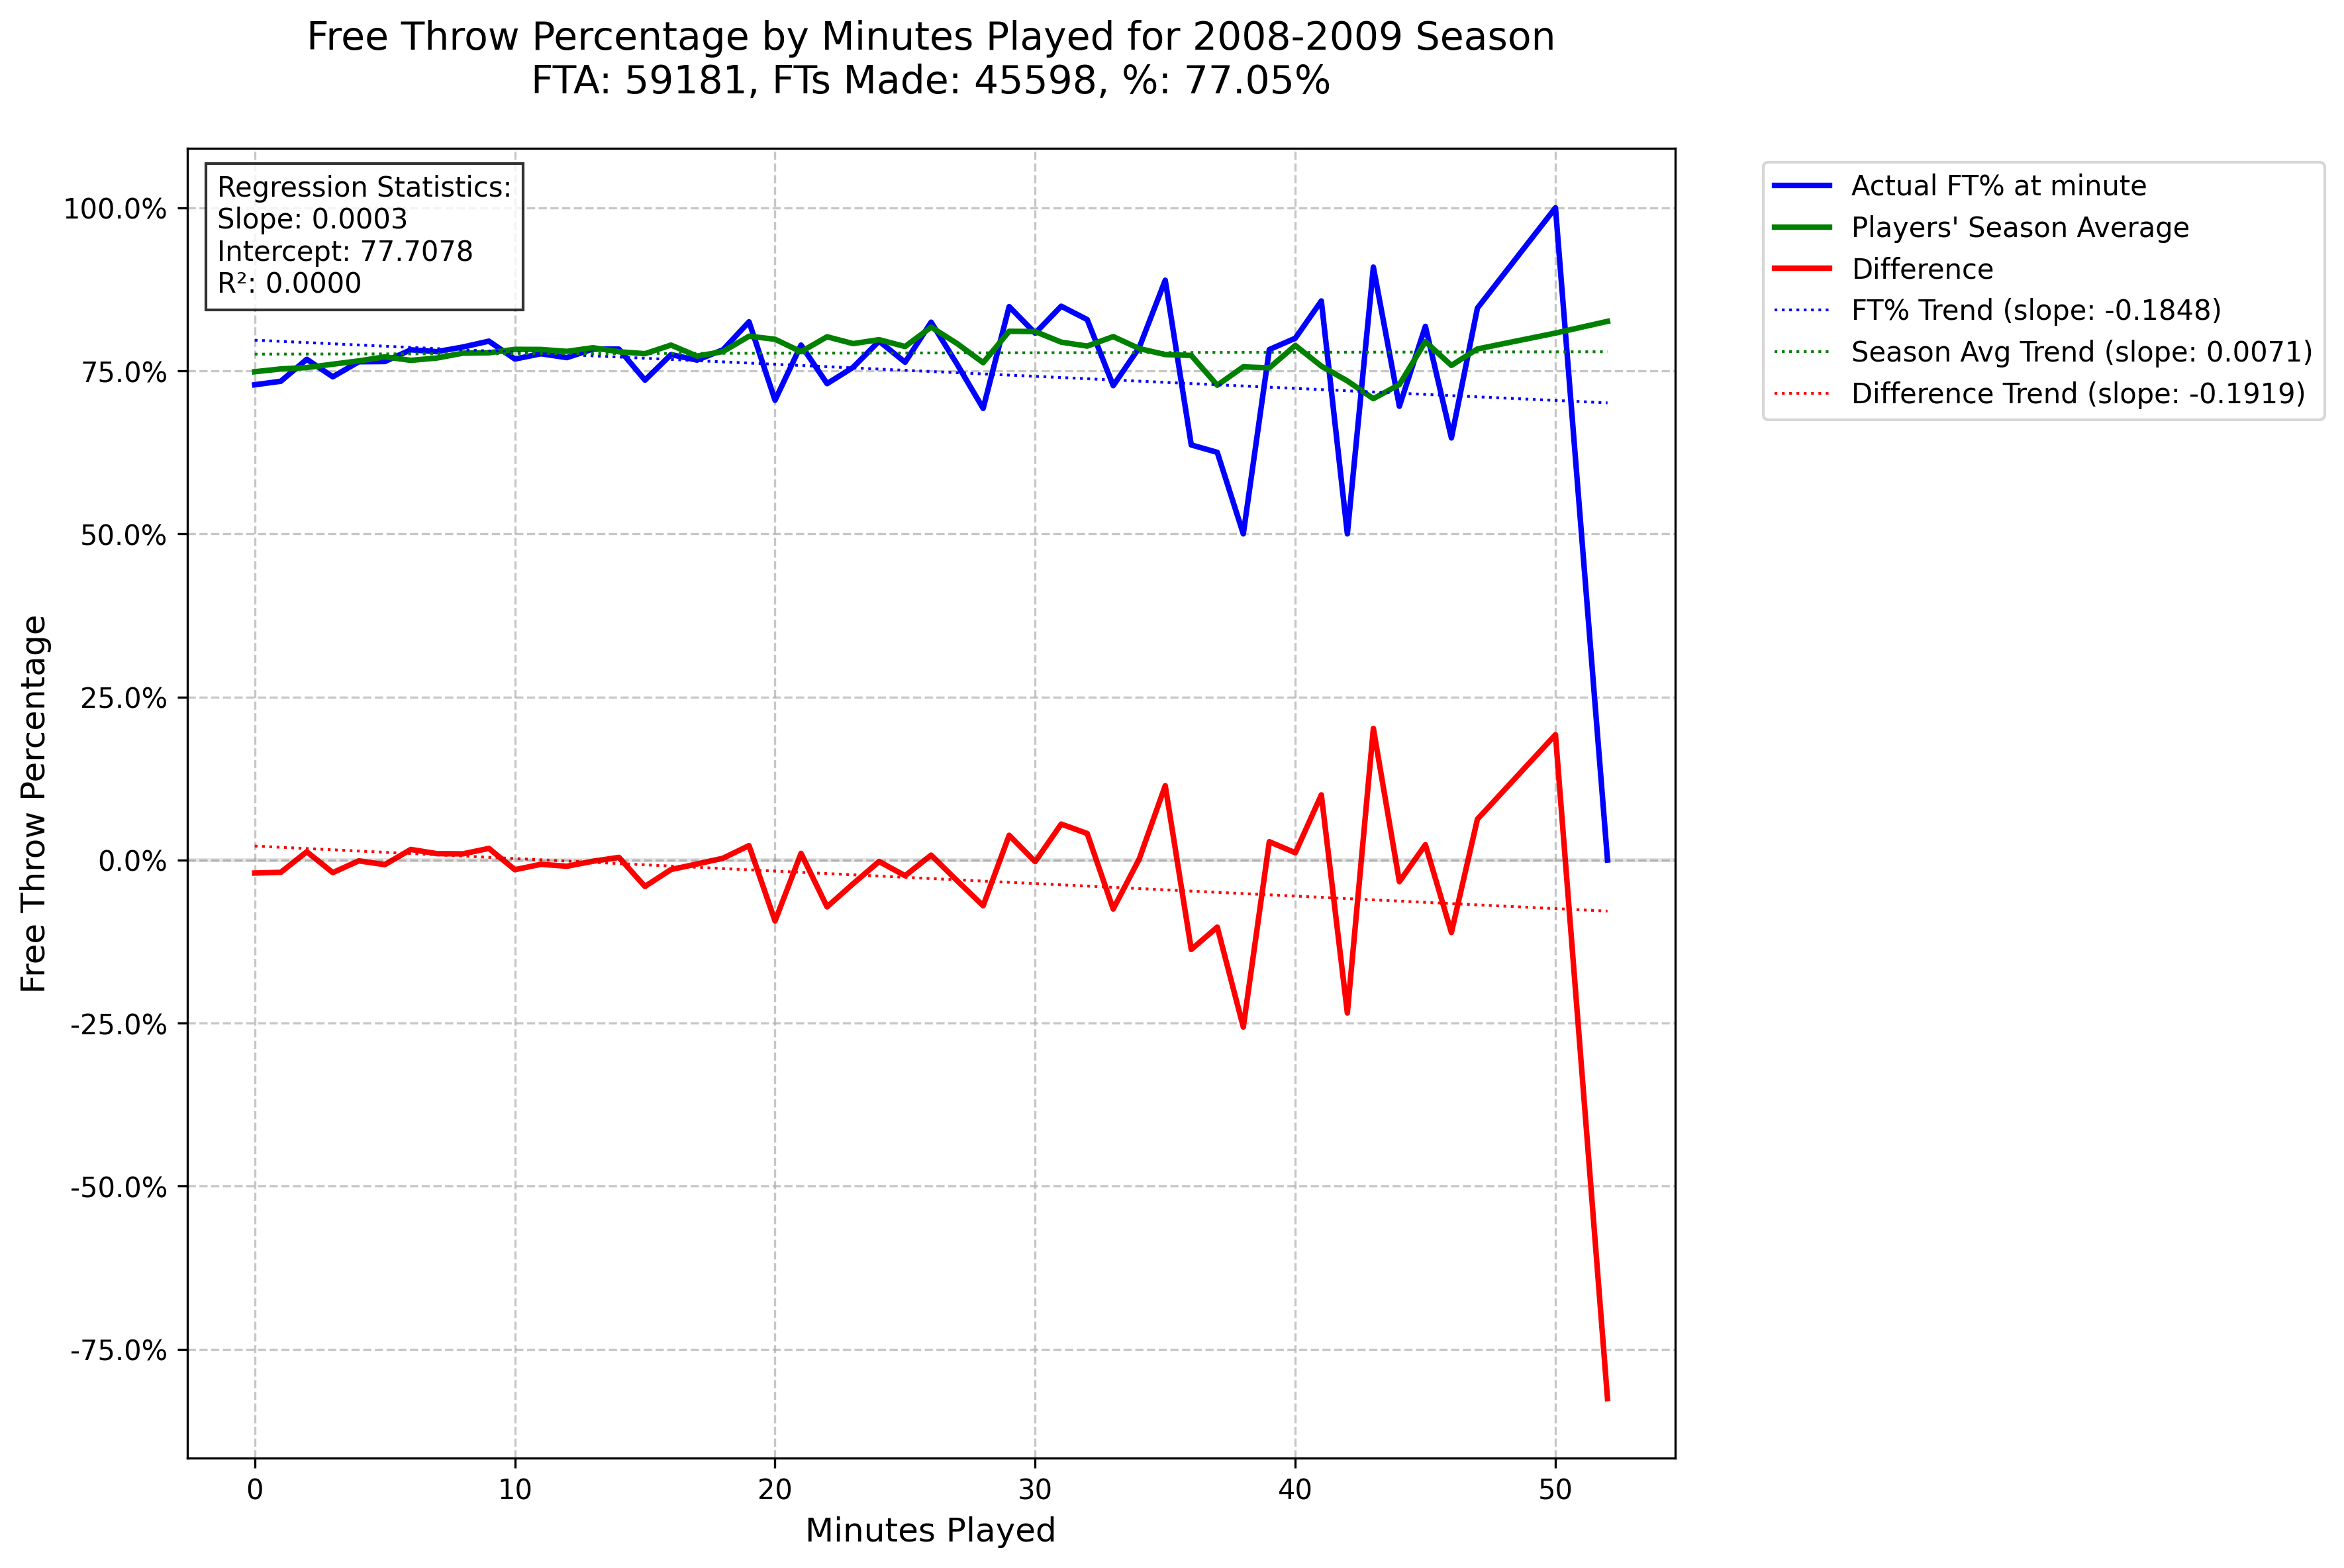 Free Throw Percentage by Minutes Played for 2008-2009 Season
FTA: 59181, FTs Made: 45598, %: 77.05%
Regression Statistics:
Slope: 0.0003
Intercept: 77.7078
R²: 0.0000
Actual FT% at minute
Players' Season Average
Difference
FT% Trend (slope: -0.1848)
Season Avg Trend (slope: 0.0071)
Difference Trend (slope: -0.1919)
Free Throw Percentage
100.0%
75.0%
50.0%
25.0%
0.0%
-25.0%
-50.0%
-75.0%
0 10 20 30 40 50
Minutes Played